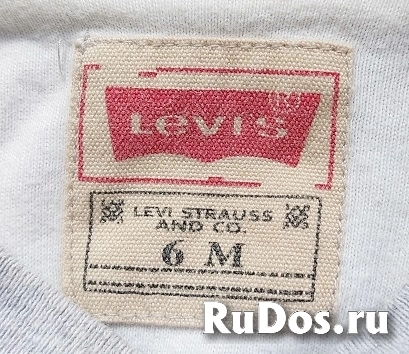 LEVI'S
(R)
LEVI STRAUSS
AND CO.
6 M
RuDos.ru